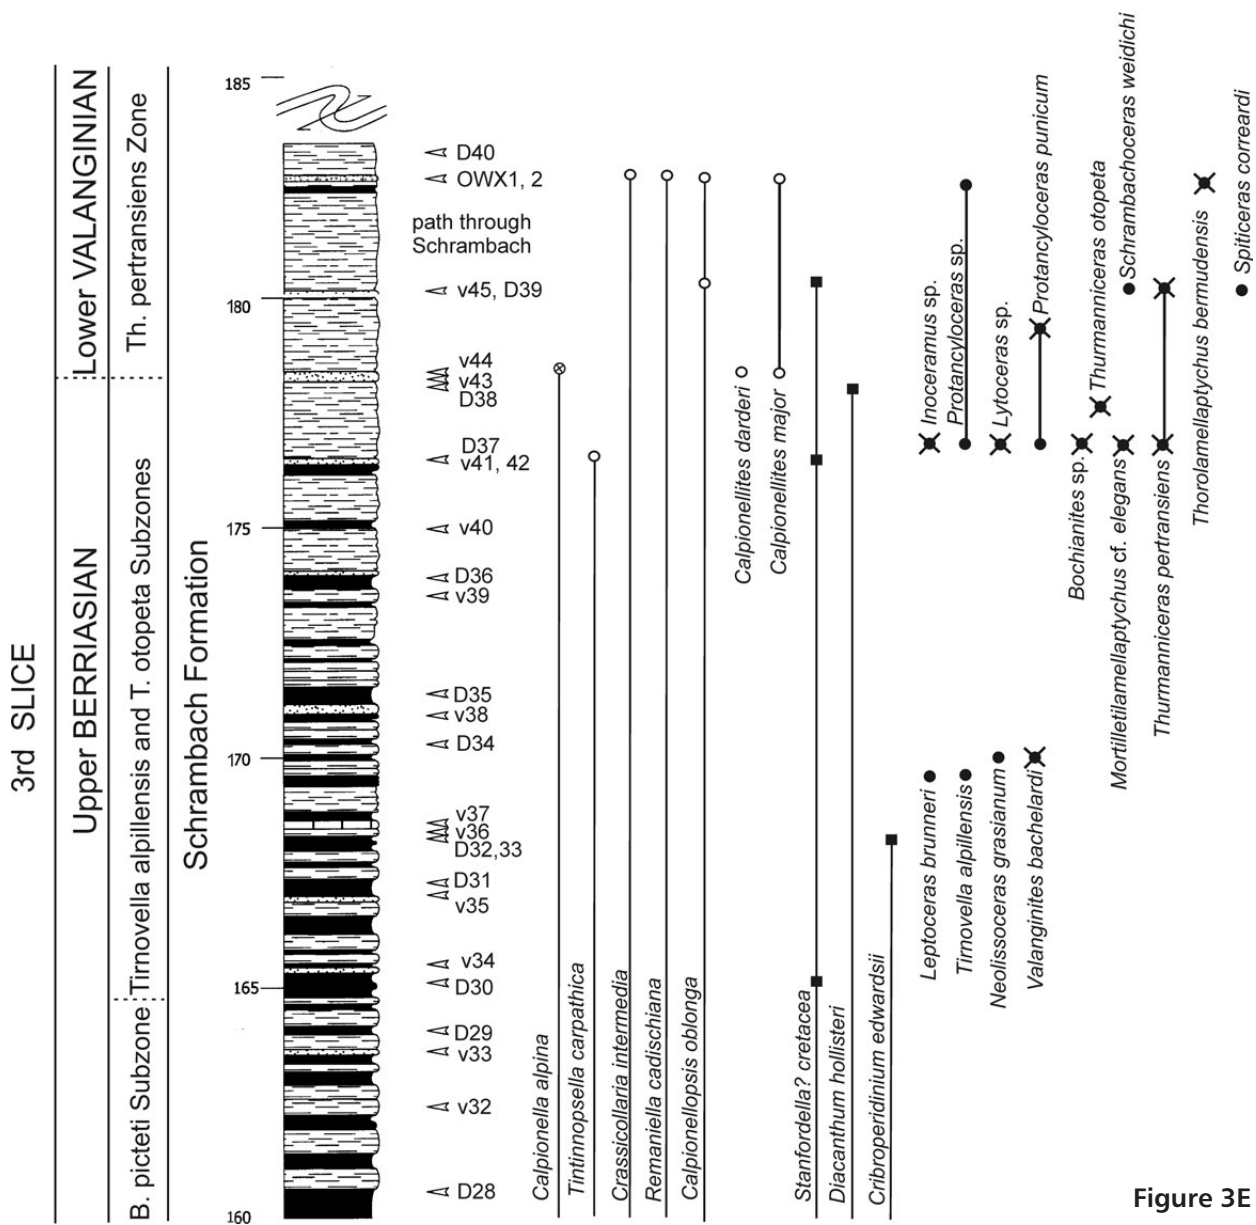 3rd SLICE
Upper BERRIASIAN
Lower VALANGINIAN
B. picteti Subzone
Tirnovella alpillensis and T. otopeta Subzones
Th. pertransiens Zone
Schrambach Formation
185
180
175
170
165
160
D40
OWX1, 2
path through
Schrambach
v45, D39
v44
v43
D38
D37
v41, 42
v40
D36
v39
D35
v38
D34
v37
v36
D32,33
D31
v35
v34
D30
D29
v33
v32
D28
Calpionella alpina
Tintinnopsella carpathica
Crassicollaria intermedia
Remaniella cadischiana
Calpionellopsis oblonga
Calpionellites darderi
Calpionellites major
Stanfordella? cretacea
Diacanthum hollisteri
Cribroperidinium edwardsii
Leptoceras brunneri
Tirnovella alpillensis
Neolissoceras grasianum
Valanginites bachelardi
Inoceramus sp.
Protancyloceras sp.
Lytoceras sp.
Protancyloceras punicum
Bochianites sp.
Thurmanniceras otopeta
Mortilletilamellaptychus cf. elegans
Schrambachoceras weidichi
Thurmanniceras pertransiens
Thorolamellaptychus bermudensis
Spiticeras correardi
Figure 3E